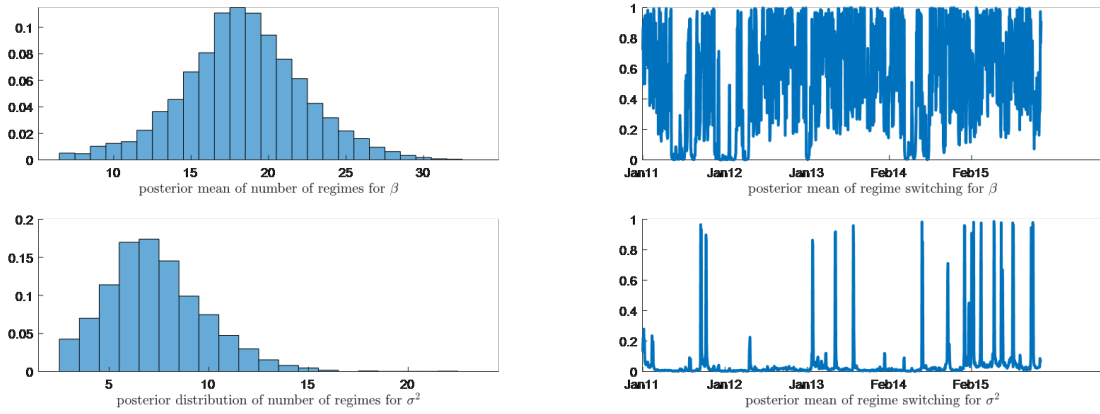 0.1
0.08
0.06
0.04
0.02
0
10 15 20 25 30
posterior mean of number of regimes for β
1
0.8
0.6
0.4
0.2
0
Jan11 Jan12 Jan13 Feb14 Feb15
posterior mean of regime switching for β
0.2
0.15
0.1
0.05
0
5 10 15 20
posterior distribution of number of regimes for σ²
1
0.8
0.6
0.4
0.2
0
Jan11 Jan12 Jan13 Feb14 Feb15
posterior mean of regime switching for σ²